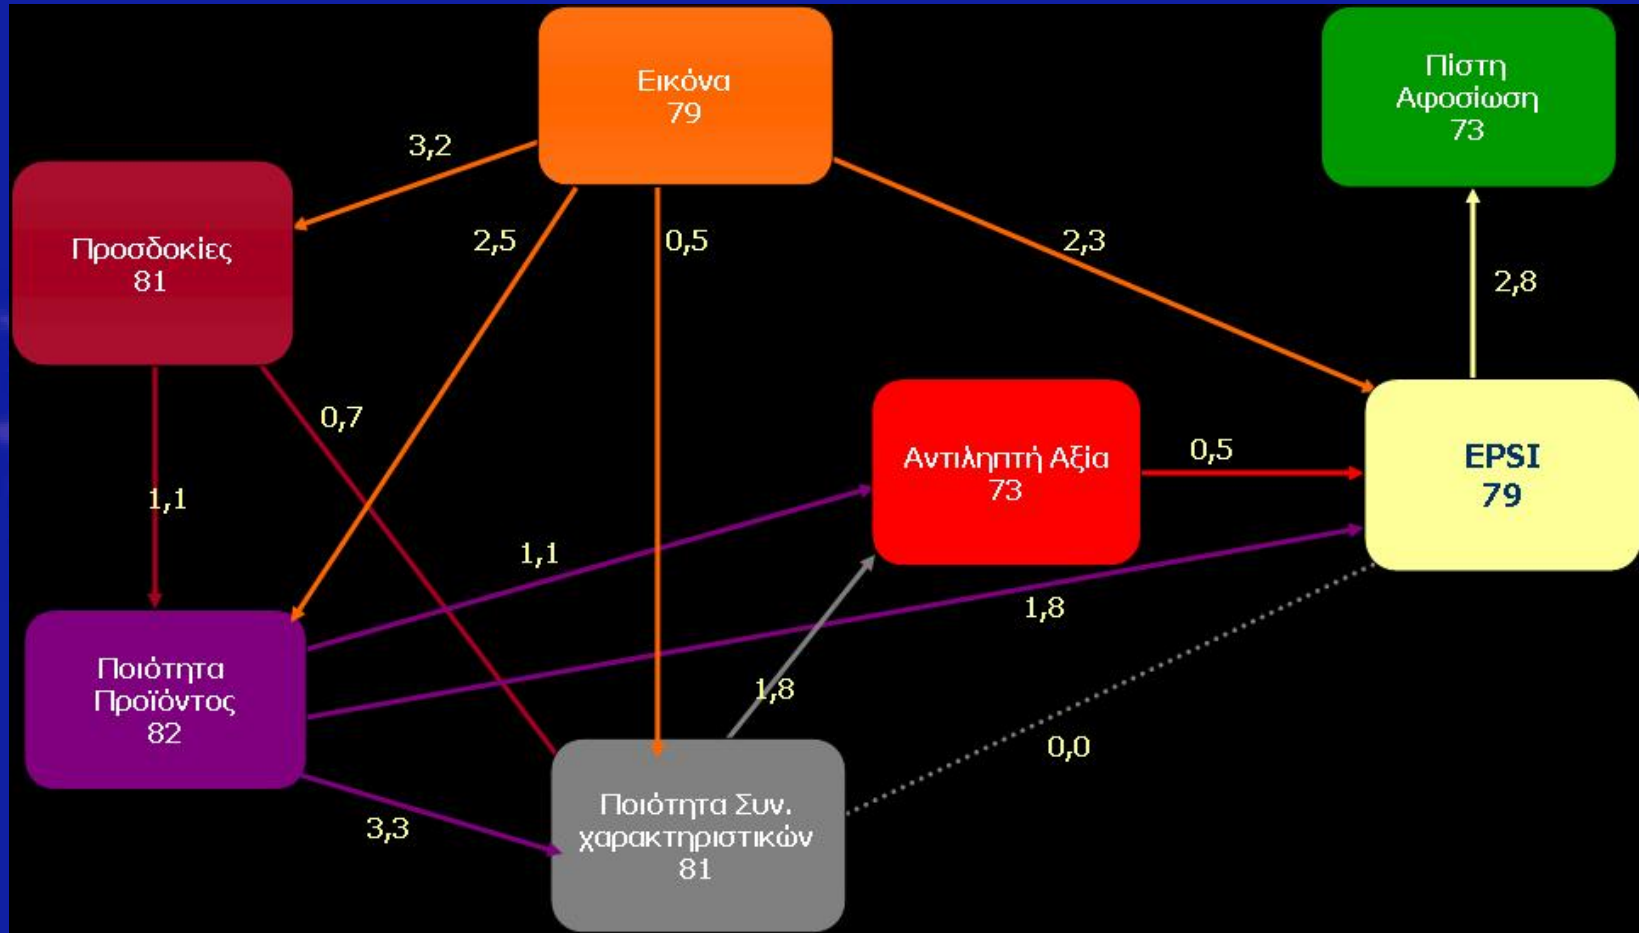 Εικόνα
79
Πίστη
Αφοσίωση
73
3,2
Προσδοκίες
81
2,5
0,5
2,3
2,8
0,7
Αντιληπτή Αξία
73
0,5
EPSI
79
1,1
1,1
1,8
Ποιότητα
Προϊόντος
82
1,8
0,0
3,3
Ποιότητα Συν.
χαρακτηριστικών
81